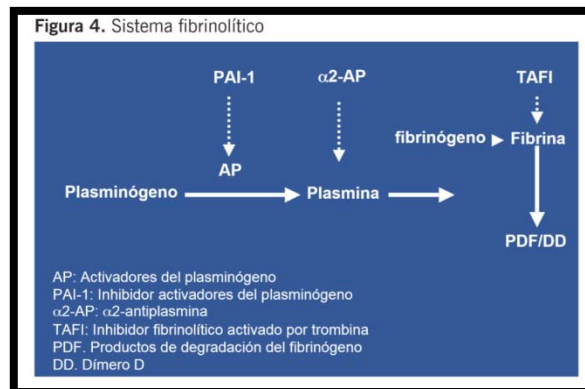 Figura 4. Sistema fibrinolítico
PAI-1 α2-AP TAFI
fibrinógeno Fibrina
AP
Plasminógeno Plasmina
PDF/DD
AP: Activadores del plasminógeno
PAI-1: Inhibidor activadores del plasminógeno
α2-AP: α2-antiplasmina
TAFI: Inhibidor fibrinolítico activado por trombina
PDF. Productos de degradación del fibrinógeno
DD. Dímero D